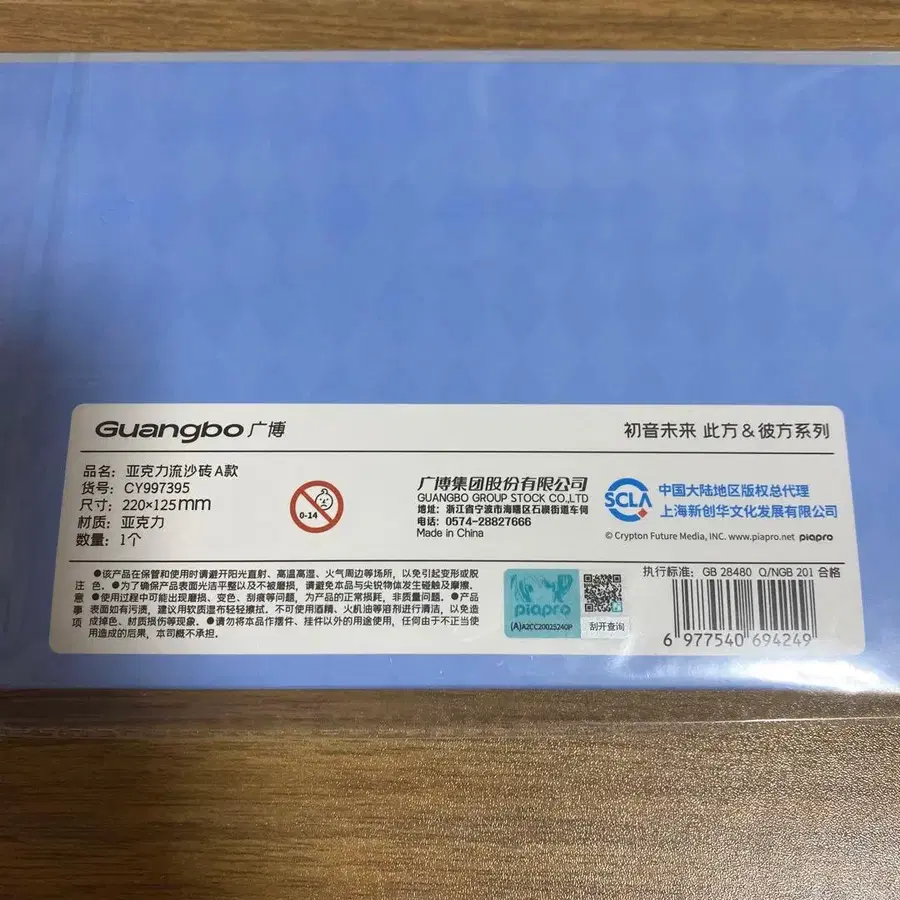 Guangbo 广博
初音未来 此方&彼方系列
品名: 亚克力流沙砖A款
货号: CY997395
尺寸: 220×125mm
材质: 亚克力
数量: 1个
0-14
广博集团股份有限公司
GUANGBO GROUP STOCK CO.,LTD
地址: 浙江省宁波市海曙区石碶街道车何
电话: 0574-28827666
Made in China
SCLA
中国大陆地区版权总代理
上海新创华文化发展有限公司
© Crypton Future Media, INC. www.piapro.net piapro
注意事项
●该产品在保管和使用时请避开阳光直射、高温高湿、火气周边等场所,以免引起变形或脱
色。●为了确保产品表面光洁平整以及不被磨损,请避免本品与尖锐物体发生碰触及摩擦。
●使用过程中可能出现磨损、变色、刮痕等问题,为产品的正常损耗,非质量问题。●产品
表面如有污渍,建议用软质湿布轻轻擦拭,不可使用酒精、火机油等溶剂进行清洁,以免造
成掉色、材质损伤等现象。●请勿将本品作摆件、挂件以外的用途使用,任何由于不正当使
用造成的后果,本司概不承担。
piapro
(A)A2CC20025240P
刮开查询
执行标准: GB 28480 Q/NGB 201 合格
6 977540 694249